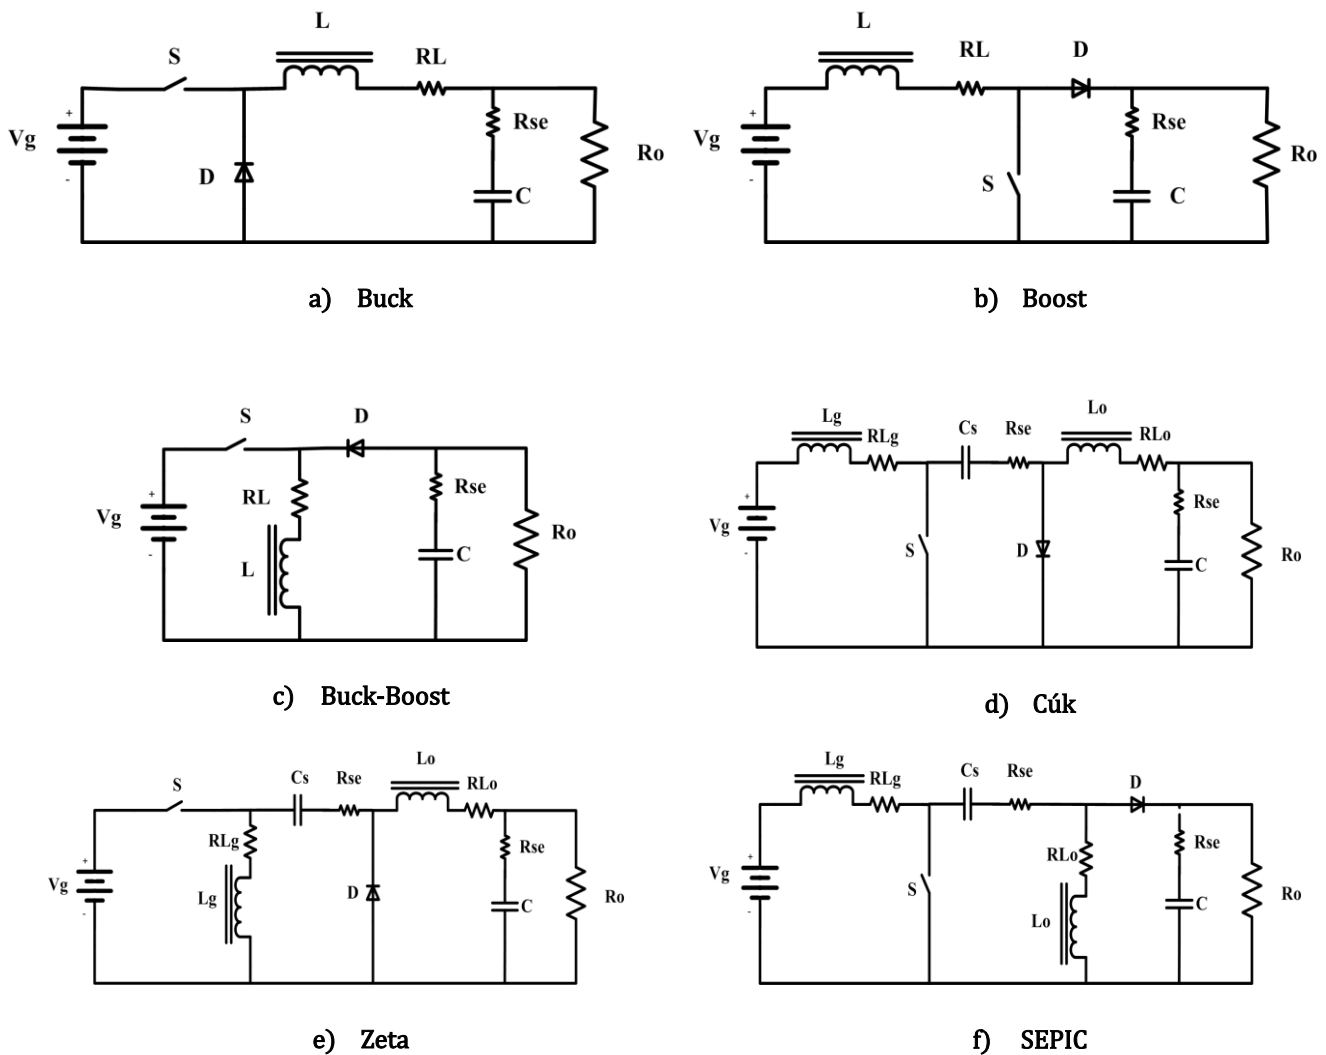 L
S
RL
+
Vg
-
D
Rse
C
Ro
a) Buck
L
RL
D
+
Vg
-
S
Rse
C
Ro
b) Boost
S
D
+
Vg
-
RL
L
Rse
C
Ro
c) Buck-Boost
Lg
RLg
Cs
Rse
Lo
RLo
+
Vg
-
S
D
Rse
C
Ro
d) Cúk
S
Cs
Rse
Lo
RLo
+
Vg
-
RLg
Lg
D
Rse
C
Ro
e) Zeta
Lg
RLg
Cs
Rse
D
+
Vg
-
S
RLo
Lo
Rse
C
Ro
f) SEPIC